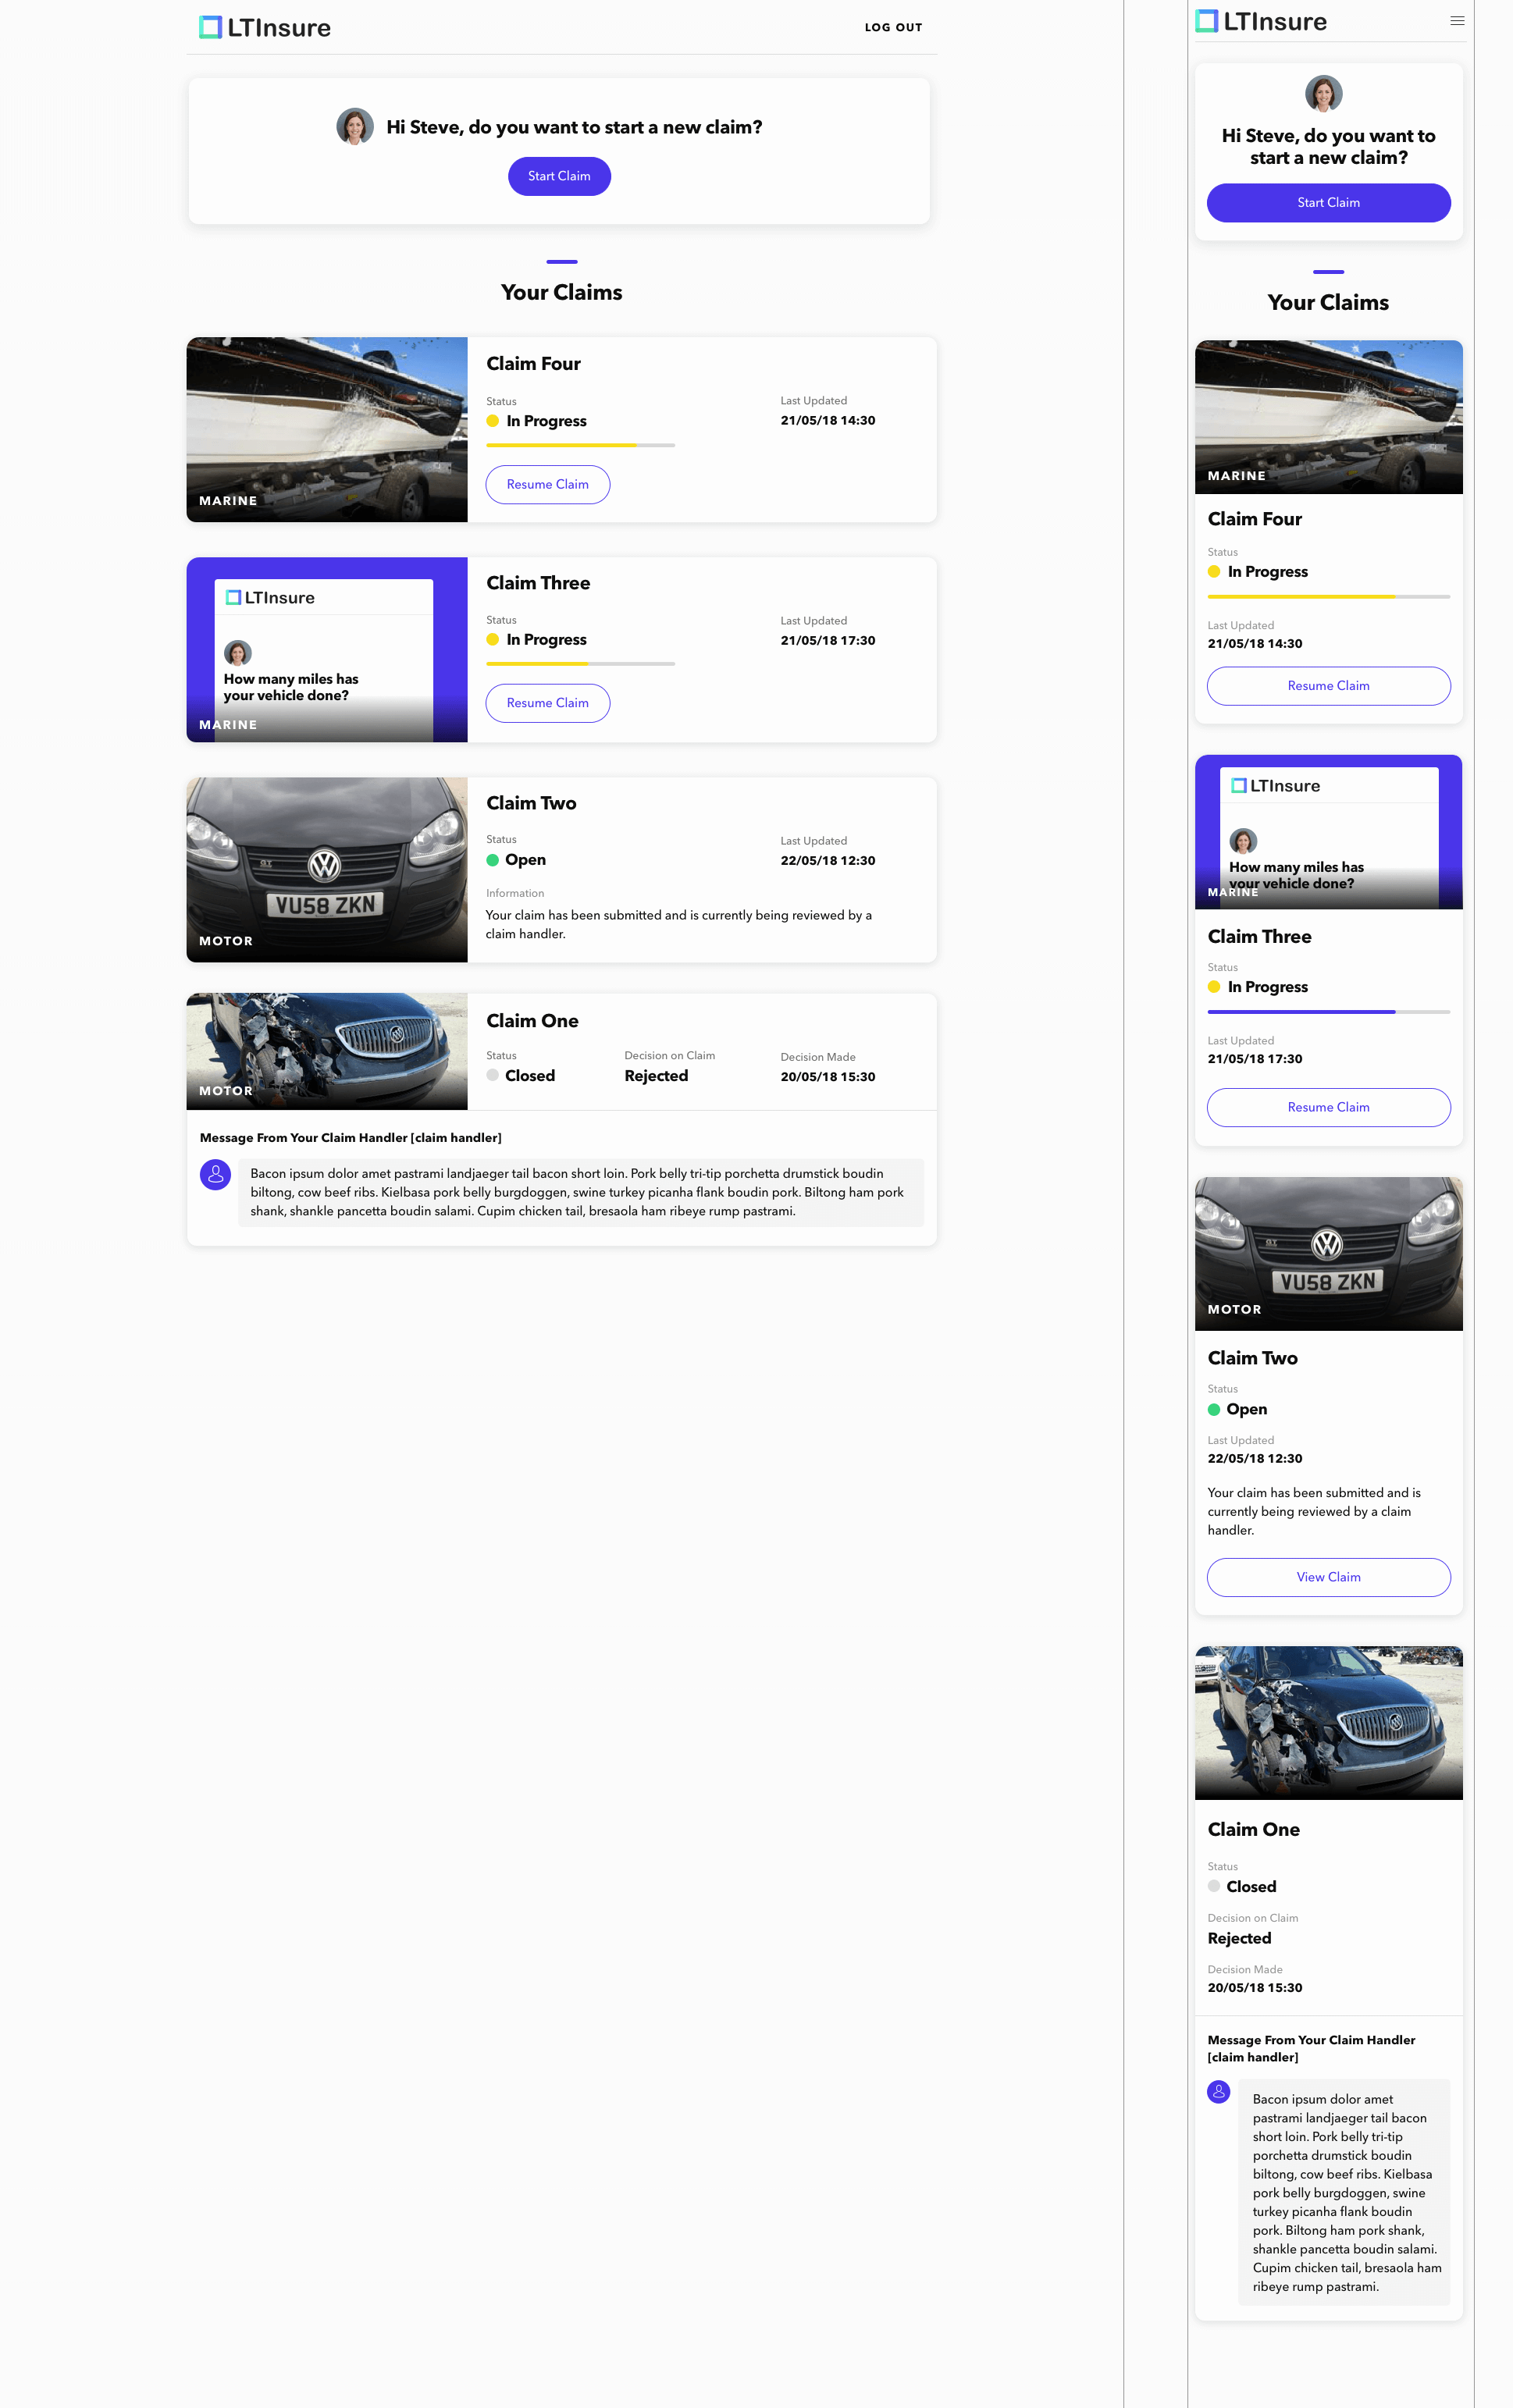 LTInsure
LOG OUT
Hi Steve, do you want to start a new claim?
Start Claim
Your Claims
MARINE
Claim Four
Status
In Progress
Last Updated
21/05/18 14:30
Resume Claim
LTInsure
How many miles has
your vehicle done?
MARINE
Claim Three
Status
In Progress
Last Updated
21/05/18 17:30
Resume Claim
GT
VU58 ZKN
MOTOR
Claim Two
Status
Open
Last Updated
22/05/18 12:30
Information
Your claim has been submitted and is currently being reviewed by a
claim handler.
MOTOR
Claim One
Status
Closed
Decision on Claim
Rejected
Decision Made
20/05/18 15:30
Message From Your Claim Handler [claim handler]
Bacon ipsum dolor amet pastrami landjaeger tail bacon short loin. Pork belly tri-tip porchetta drumstick boudin
biltong, cow beef ribs. Kielbasa pork belly burgdoggen, swine turkey picanha flank boudin pork. Biltong ham pork
shank, shankle pancetta boudin salami. Cupim chicken tail, bresaola ham ribeye rump pastrami.
LTInsure
Hi Steve, do you want to
start a new claim?
Start Claim
Your Claims
MARINE
Claim Four
Status
In Progress
Last Updated
21/05/18 14:30
Resume Claim
LTInsure
How many miles has
your vehicle done?
MARINE
Claim Three
Status
In Progress
Last Updated
21/05/18 17:30
Resume Claim
GT
VU58 ZKN
MOTOR
Claim Two
Status
Open
Last Updated
22/05/18 12:30
Your claim has been submitted and is
currently being reviewed by a claim
handler.
View Claim
Claim One
Status
Closed
Decision on Claim
Rejected
Decision Made
20/05/18 15:30
Message From Your Claim Handler
[claim handler]
Bacon ipsum dolor amet
pastrami landjaeger tail bacon
short loin. Pork belly tri-tip
porchetta drumstick boudin
biltong, cow beef ribs. Kielbasa
pork belly burgdoggen, swine
turkey picanha flank boudin
pork. Biltong ham pork shank,
shankle pancetta boudin salami.
Cupim chicken tail, bresaola ham
ribeye rump pastrami.